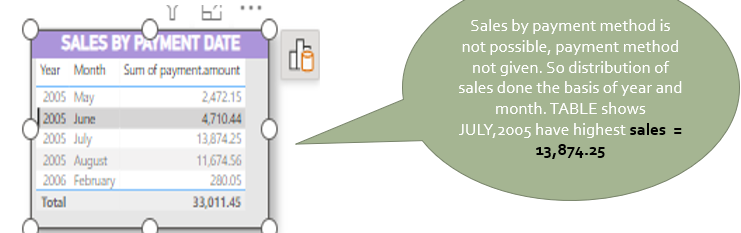 SALES BY PAYMENT DATE
Year Month Sum of payment.amount
2005 May 2,472.15
2005 June 4,710.44
2005 July 13,874.25
2005 August 11,674.56
2006 February 280.05
Total 33,011.45
Sales by payment method is
not possible, payment method
not given. So distribution of
sales done the basis of year and
month. TABLE shows
JULY,2005 have highest sales =
13,874.25